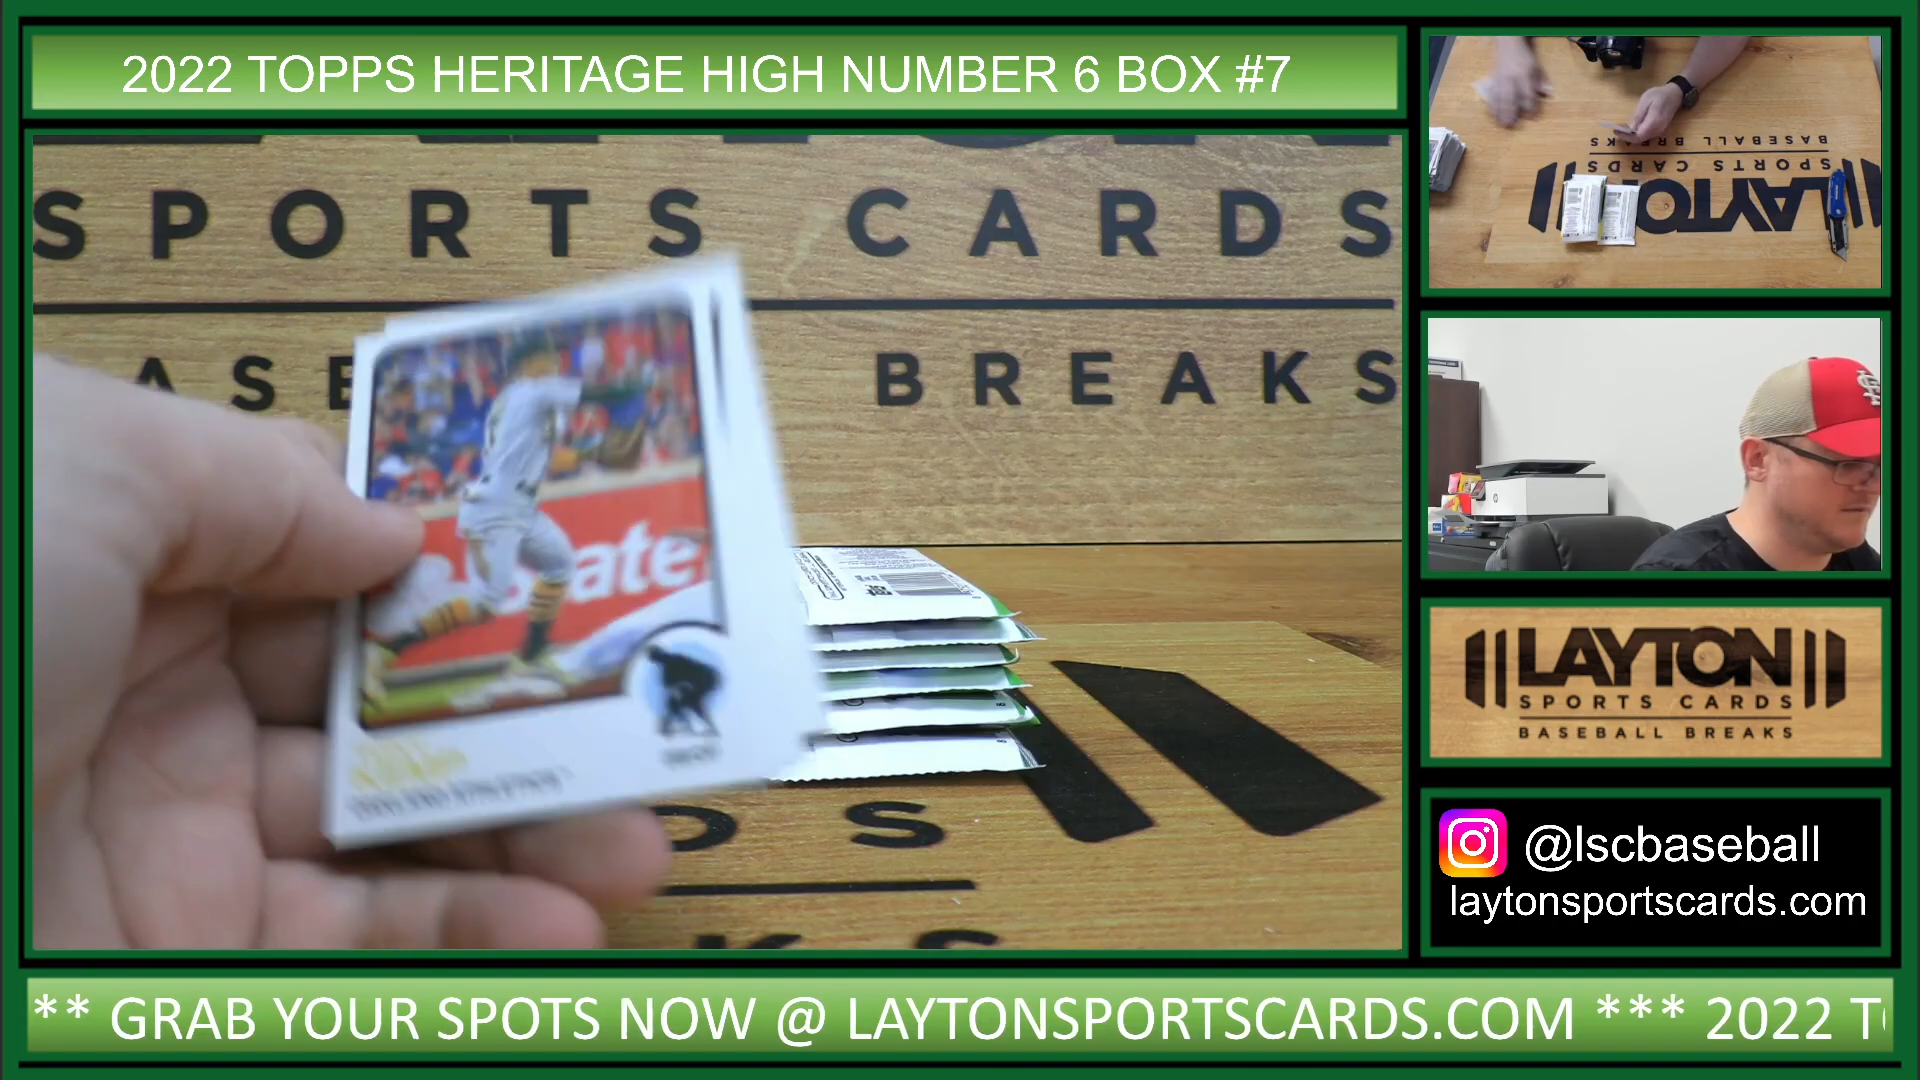 2022 TOPPS HERITAGE HIGH NUMBER 6 BOX #7
SPORTS CARDS
BREAKS
LAYTON
SPORTS CARDS
BASEBALL BREAKS
LAYTON
SPORTS CARDS
BASEBALL BREAKS
@lscbaseball
laytonsportscards.com
** GRAB YOUR SPOTS NOW @ LAYTONSPORTSCARDS.COM *** 2022 T